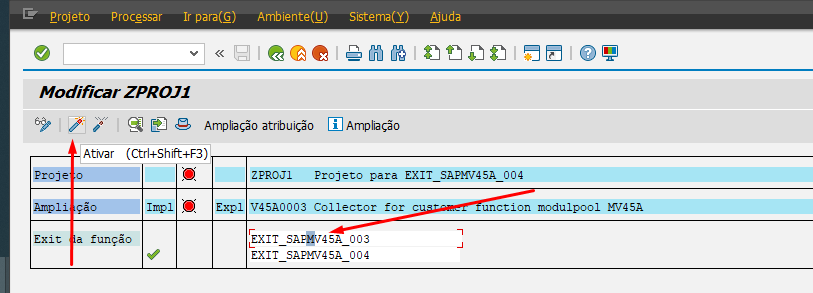 Projeto Processar Ir para(G) Ambiente(U) Sistema(Y) Ajuda
Modificar ZPROJ1
Ampliação atribuição Ampliação
Ativar (Ctrl+Shift+F3)
Projeto ZPROJ1 Projeto para EXIT_SAPMV45A_004
Ampliação Impl Expl V45A0003 Collector for customer function modulpool MV45A
Exit da função EXIT_SAPMV45A_003
EXIT_SAPMV45A_004